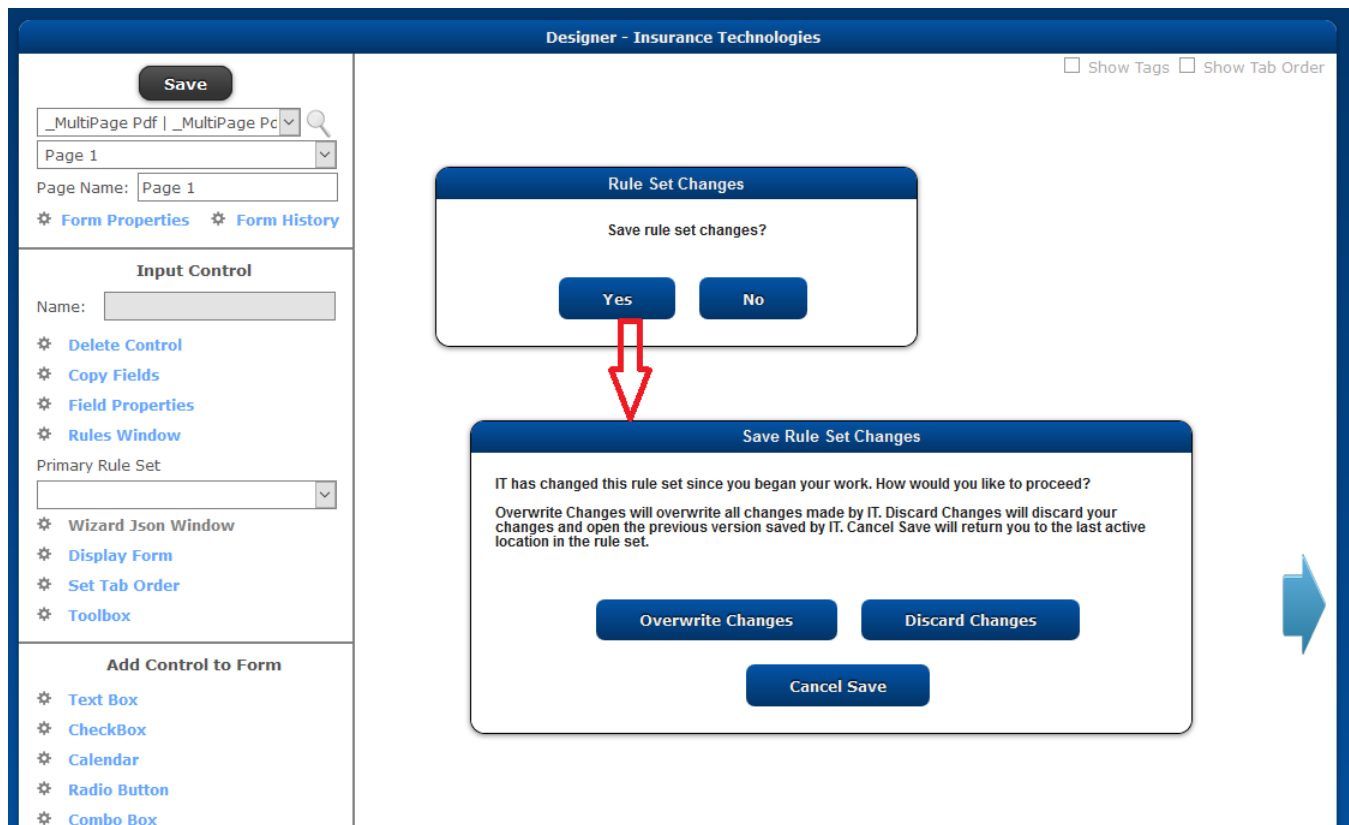 Designer - Insurance Technologies
Save
_MultiPage Pdf | _MultiPage Pc
Page 1
Page Name: Page 1
Form Properties Form History
Input Control
Name:
Delete Control
Copy Fields
Field Properties
Rules Window
Primary Rule Set
Wizard Json Window
Display Form
Set Tab Order
Toolbox
Add Control to Form
Text Box
CheckBox
Calendar
Radio Button
Combo Box
Show Tags Show Tab Order
Rule Set Changes
Save rule set changes?
Yes No
Save Rule Set Changes
IT has changed this rule set since you began your work. How would you like to proceed?
Overwrite Changes will overwrite all changes made by IT. Discard Changes will discard your
changes and open the previous version saved by IT. Cancel Save will return you to the last active
location in the rule set.
Overwrite Changes Discard Changes
Cancel Save